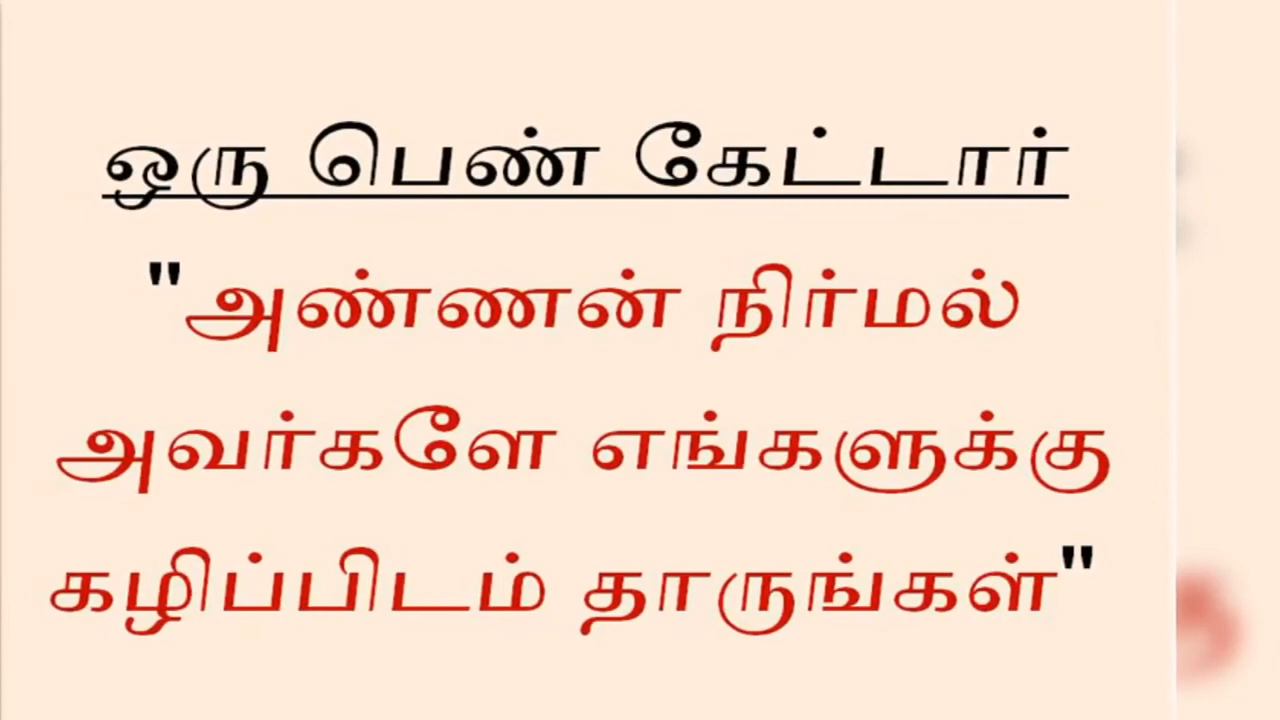 ஒரு பெண் கேட்டார்
"அண்ணன் நிர்மல்
அவர்களே எங்களுக்கு
கழிப்பிடம் தாருங்கள்"